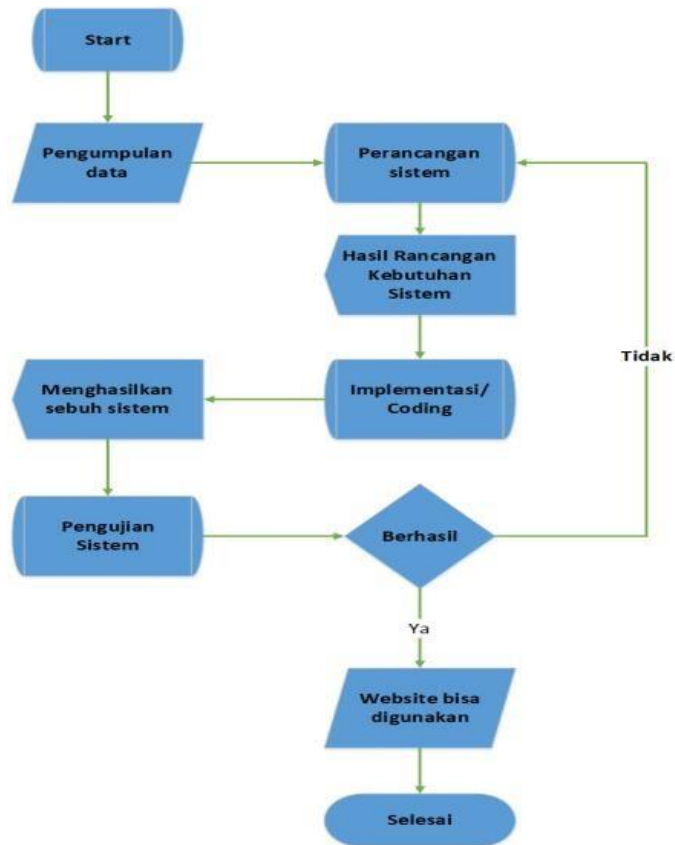 Start
Pengumpulan
data
Perancangan
sistem
Hasil Rancangan
Kebutuhan
Sistem
Tidak
Menghasilkan
sebuh sistem
Implementasi/
Coding
Pengujian
Sistem
Berhasil
Ya
Website bisa
digunakan
Selesai